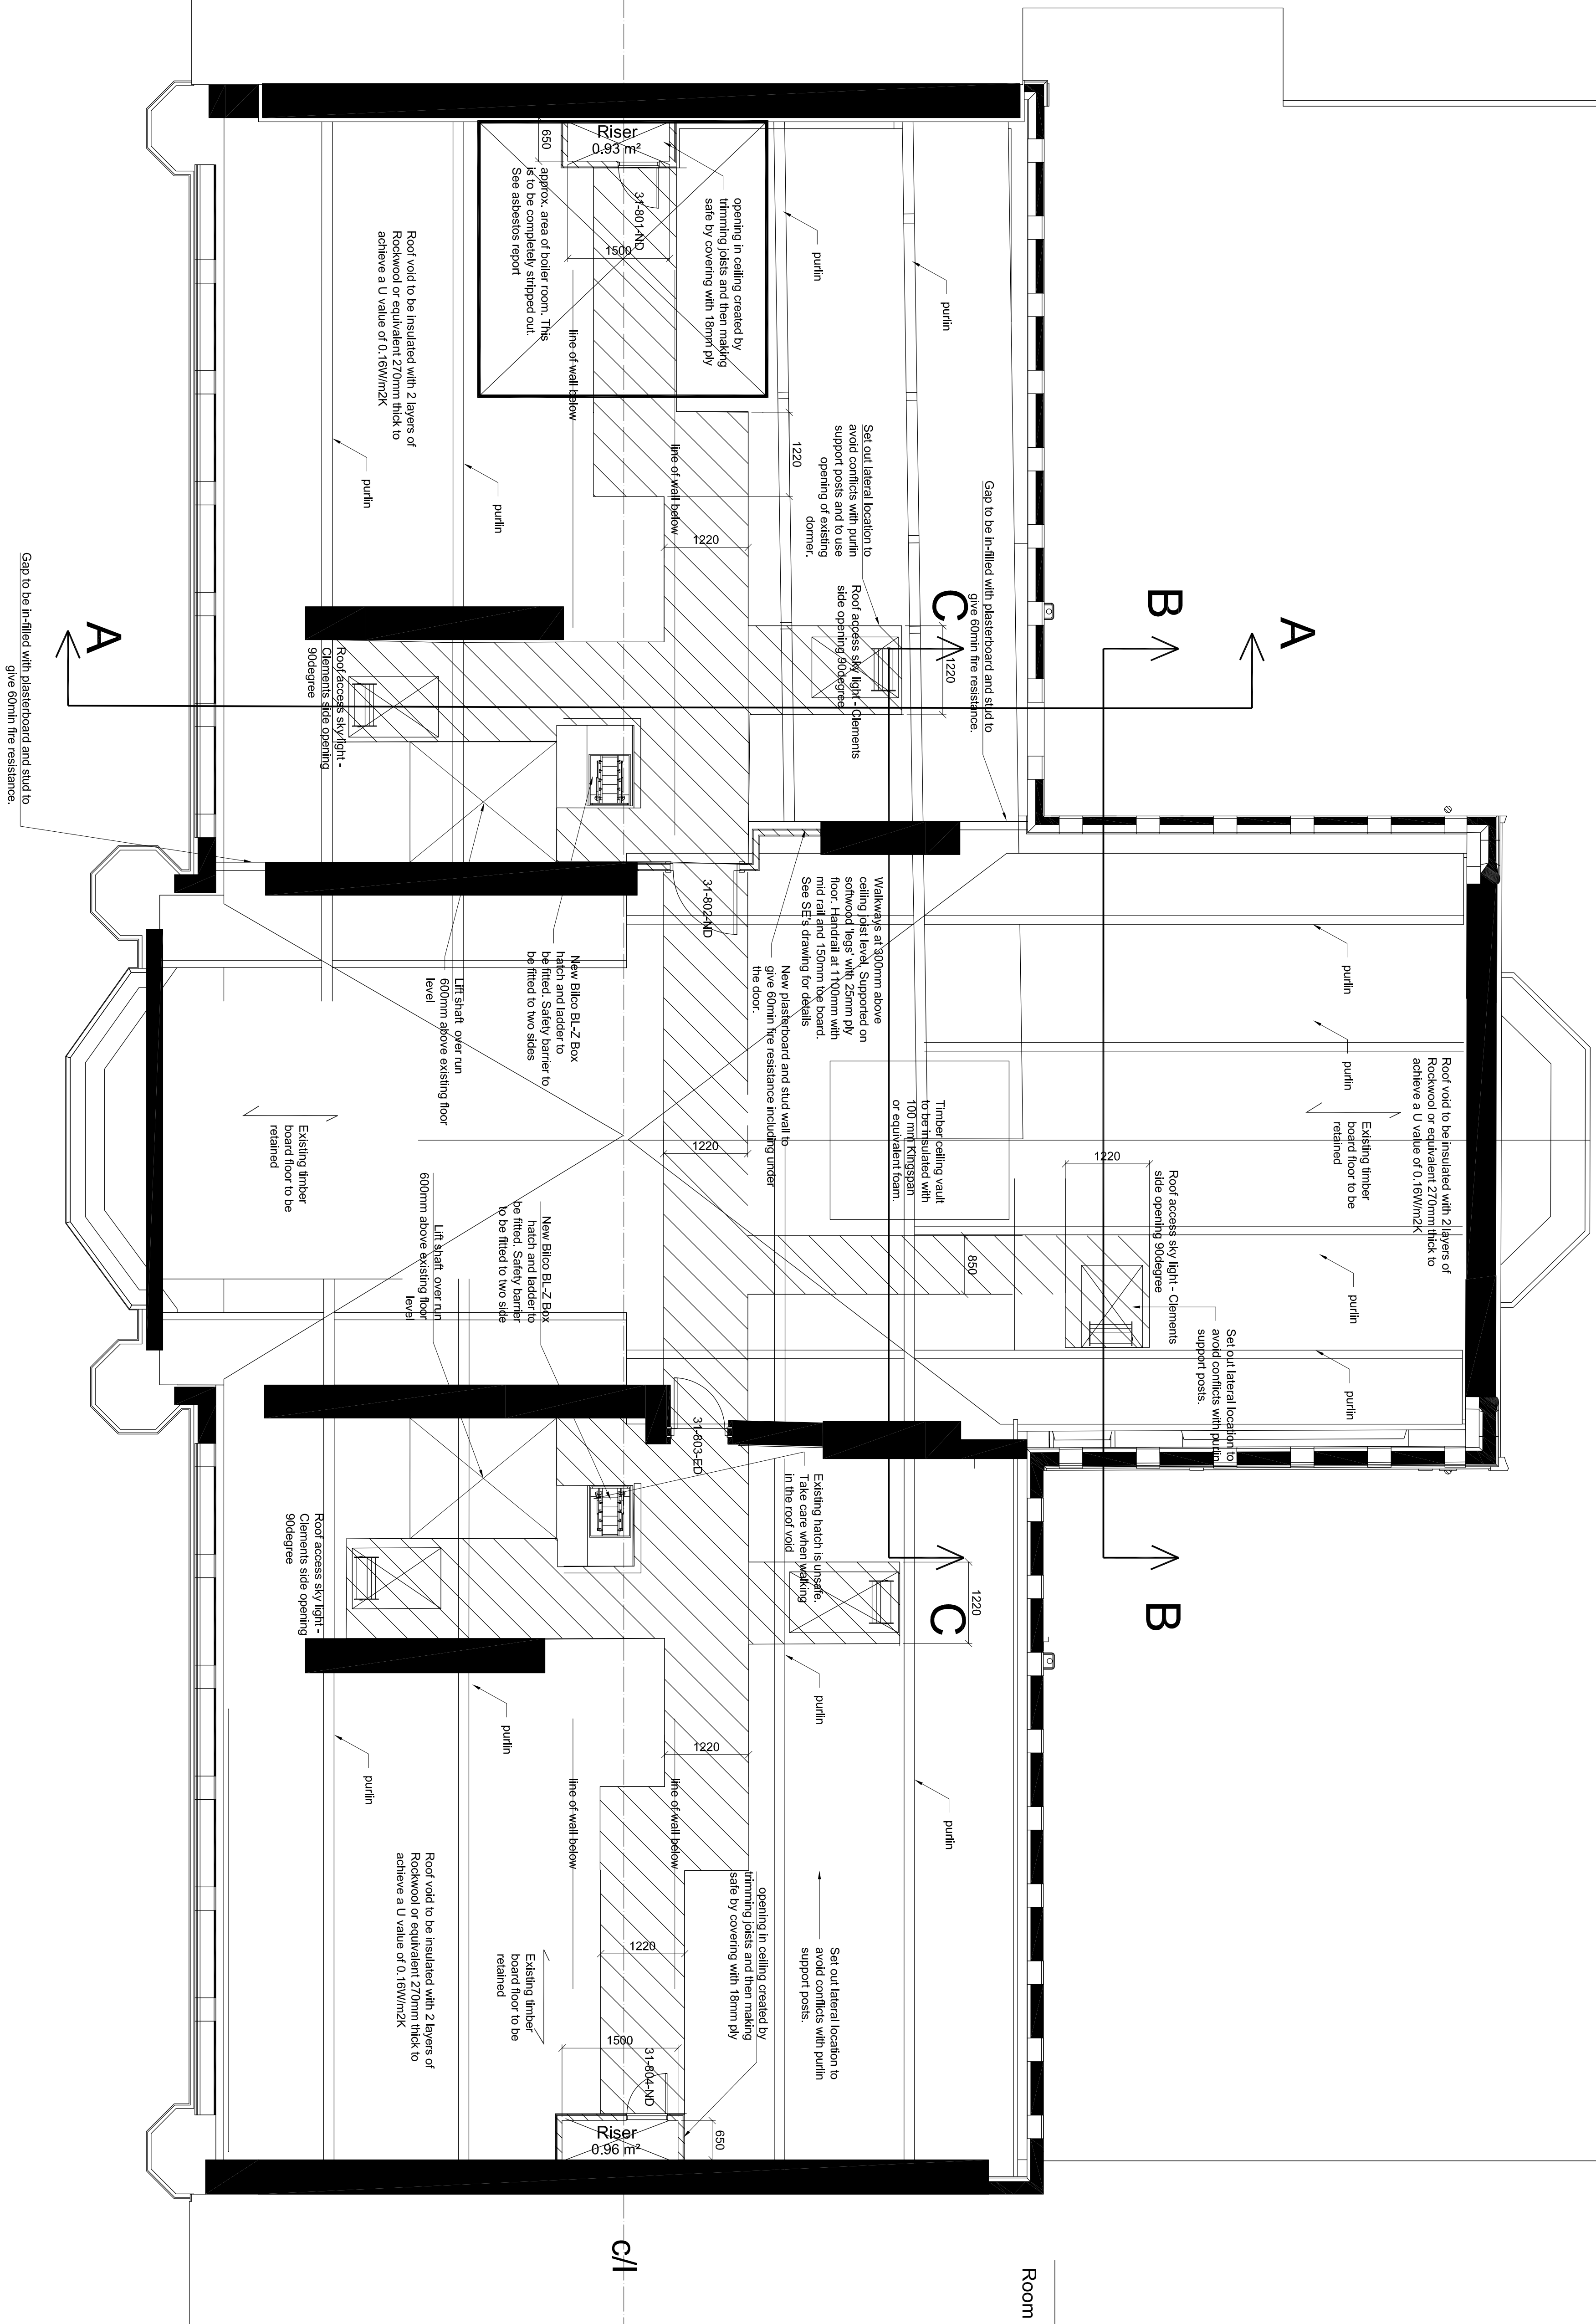 Riser
0.93 m²
650
31-801-ND
1500
approx. area of boiler room. This
is to be completely stripped out.
See asbestos report
opening in ceiling created by
trimming joists and then making
safe by covering with 18mm ply
purlin
purlin
Roof void to be insulated with 2 layers of
Rockwool or equivalent 270mm thick to
achieve a U value of 0.16W/m2K
line of wall below
line of wall below
purlin
purlin
1220
1220
Set out lateral location to
avoid conflicts with purlin
support posts and to use
opening of existing
dormer.
Gap to be in-filled with plasterboard and stud to
give 60min fire resistance.
Roof access sky light - Clements
side opening 90degree
1220
C
B
A
A
Gap to be in-filled with plasterboard and stud to
give 60min fire resistance.
Roof access sky light -
Clements side opening
90degree
31-802-ND
Walkways at 300mm above
ceiling joist level, Supported on
softwood 'legs' with 25mm ply
floor. Handrail at 1100mm with
mid rail and 150mm toe board.
See SE's drawing for details
New plasterboard and stud wall to
give 60min fire resistance including under
the door.
New Bilco BL-Z Box
hatch and ladder to
be fitted. Safety barrier to
be fitted to two sides
Lift shaft over run
600mm above existing floor
level
purlin
purlin
Roof void to be insulated with 2 layers of
Rockwool or equivalent 270mm thick to
achieve a U value of 0.16W/m2K
Existing timber
board floor to be
retained
Timber ceiling vault
to be insulated with
100 mm Kingspan
or equivalent foam.
1220
Existing timber
board floor to be
retained
1220
Roof access sky light - Clements
side opening 90degree
850
purlin
purlin
Set out lateral location to
avoid conflicts with purlin
support posts.
New Bilco BL-Z Box
hatch and ladder to
be fitted. Safety barrier
to be fitted to two side
Lift shaft over run
600mm above existing floor
level
31-803-ED
Existing hatch is unsafe.
Take care when walking
in the roof void
Roof access sky light -
Clements side opening
90degree
1220
C
B
purlin
purlin
purlin
purlin
1220
line of wall below
line of wall below
Roof void to be insulated with 2 layers of
Rockwool or equivalent 270mm thick to
achieve a U value of 0.16W/m2K
opening in ceiling created by
trimming joists and then making
safe by covering with 18mm ply
Set out lateral location to
avoid conflicts with purlin
support posts.
1220
Existing timber
board floor to be
retained
1500
31-804-ND
Riser
0.96 m²
650
c/l
Room